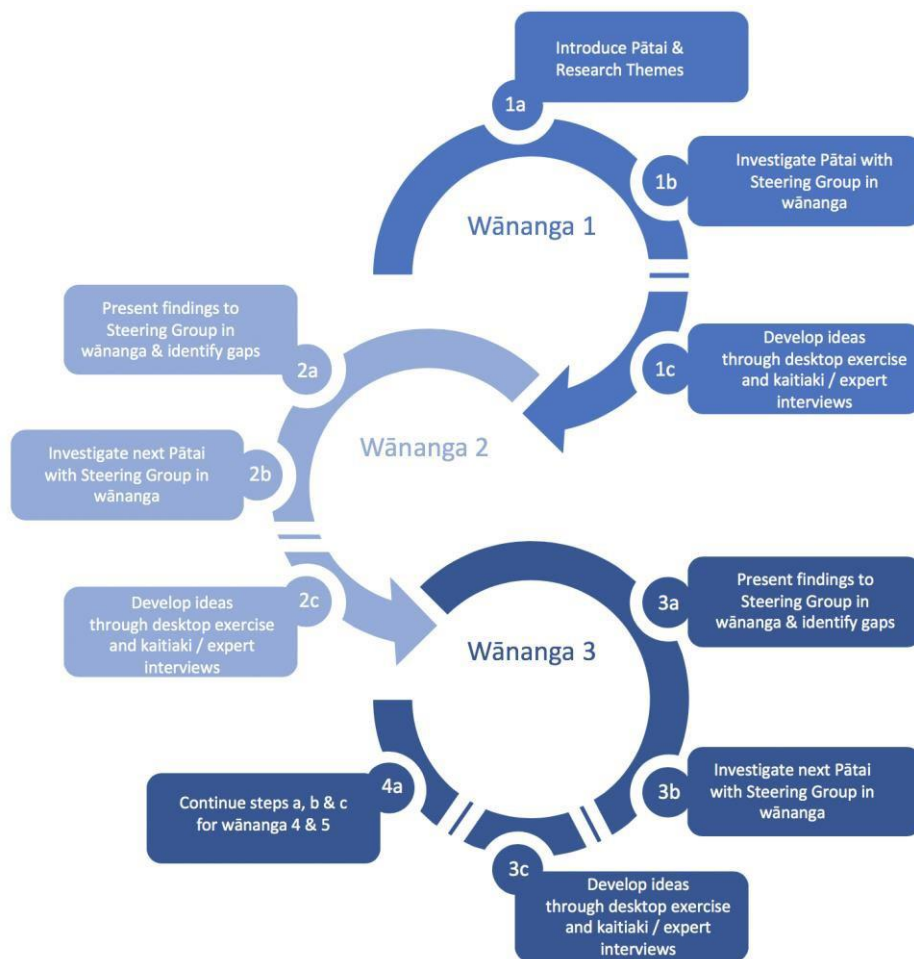 Introduce Pātai &
Research Themes
1a
Investigate Pātai with
Steering Group in
wānanga
1b
Wānanga 1
Develop ideas
through desktop exercise
and kaitiaki / expert
interviews
1c
Present findings to
Steering Group in
wānanga & identify gaps
2a
Wānanga 2
Investigate next Pātai
with Steering Group in
wānanga
2b
Develop ideas
through desktop exercise
and kaitiaki / expert
interviews
2c
Present findings to
Steering Group in
wānanga & identify gaps
3a
Wānanga 3
Investigate next Pātai
with Steering Group in
wānanga
3b
Develop ideas
through desktop exercise
and kaitiaki / expert
interviews
3c
Continue steps a, b & c
for wānanga 4 & 5
4a